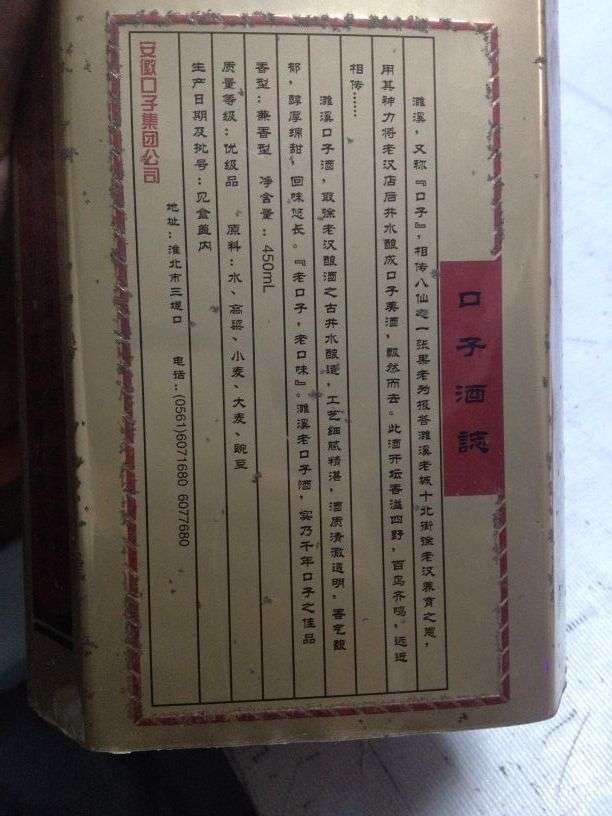 口子酒誌
濉溪，又称『口子』，相传八仙之一张果老为报答濉溪老城十北街徐老汉养育之恩，
用其神力将老汉店后井水酿成口子美酒，飘然而去。此酒开坛香溢四野，百鸟齐鸣。远近
相传……
濉溪口子酒，取徐老汉酿酒之古井水酿造，工艺细腻精湛，酒质清澈透明，香气馥
郁，醇厚绵甜，回味悠长。『老口子，老口味』。濉溪老口子酒，实乃千年口子之佳品
香型：兼香型 净含量：450mL
质量等级：优级品 原料：水、高粱、小麦、大麦、豌豆
生产日期及批号：见盒盖内
地址：淮北市三堤口 电话：(0561)6071680 6077680
安徽口子集团公司